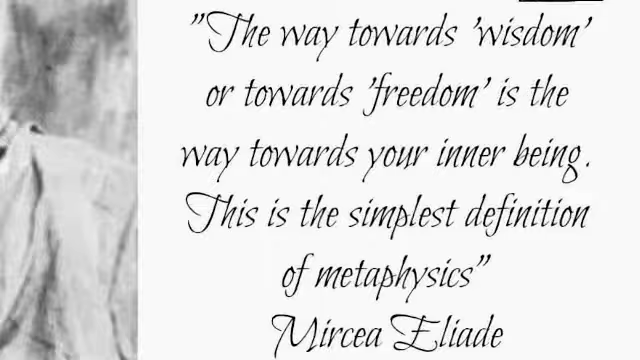 "The way towards 'wisdom'
or towards 'freedom' is the
way towards your inner being.
This is the simplest definition
of metaphysics"
Mircea Eliade